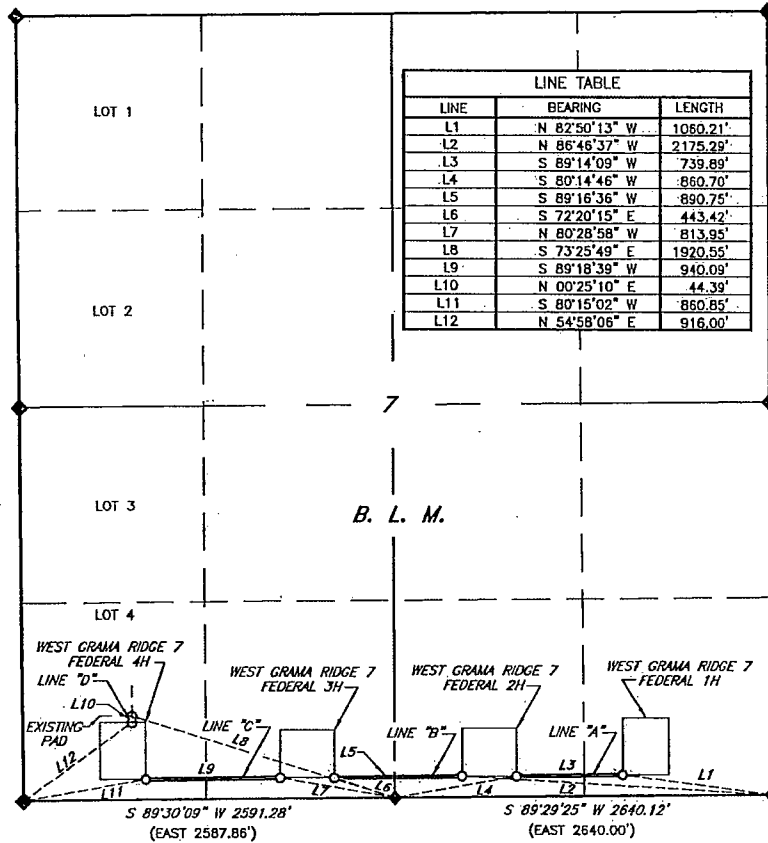 LOT 1
LINE TABLE
LINE BEARING LENGTH
L1 N 82°50'13" W 1060.21'
L2 N 86°46'37" W 2175.29'
L3 S 89°14'09" W 739.89'
L4 S 80°14'46" W 860.70'
L5 S 89°16'36" W 890.75'
L6 S 72°20'15" E 443.42'
L7 N 80°28'58" W 813.95'
L8 S 73°25'49" E 1920.55'
L9 S 89°18'39" W 940.09'
L10 N 00°25'10" E 44.39'
L11 S 80°15'02" W 860.85'
L12 N 54°58'06" E 916.00'
LOT 2
7
LOT 3
B. L. M.
LOT 4
WEST GRAMA RIDGE 7
FEDERAL 4H
WEST GRAMA RIDGE 7
FEDERAL 3H
WEST GRAMA RIDGE 7
FEDERAL 2H
WEST GRAMA RIDGE 7
FEDERAL 1H
LINE "D"
L10
EXISTING
PAD
LINE "C"
L8
L5
LINE "B"
LINE "A"
L12
L9
L3
L11
L7
L6
L4
L2
L1
S 89°30'09" W 2591.28'
(EAST 2587.86')
S 89°29'25" W 2640.12'
(EAST 2640.00')